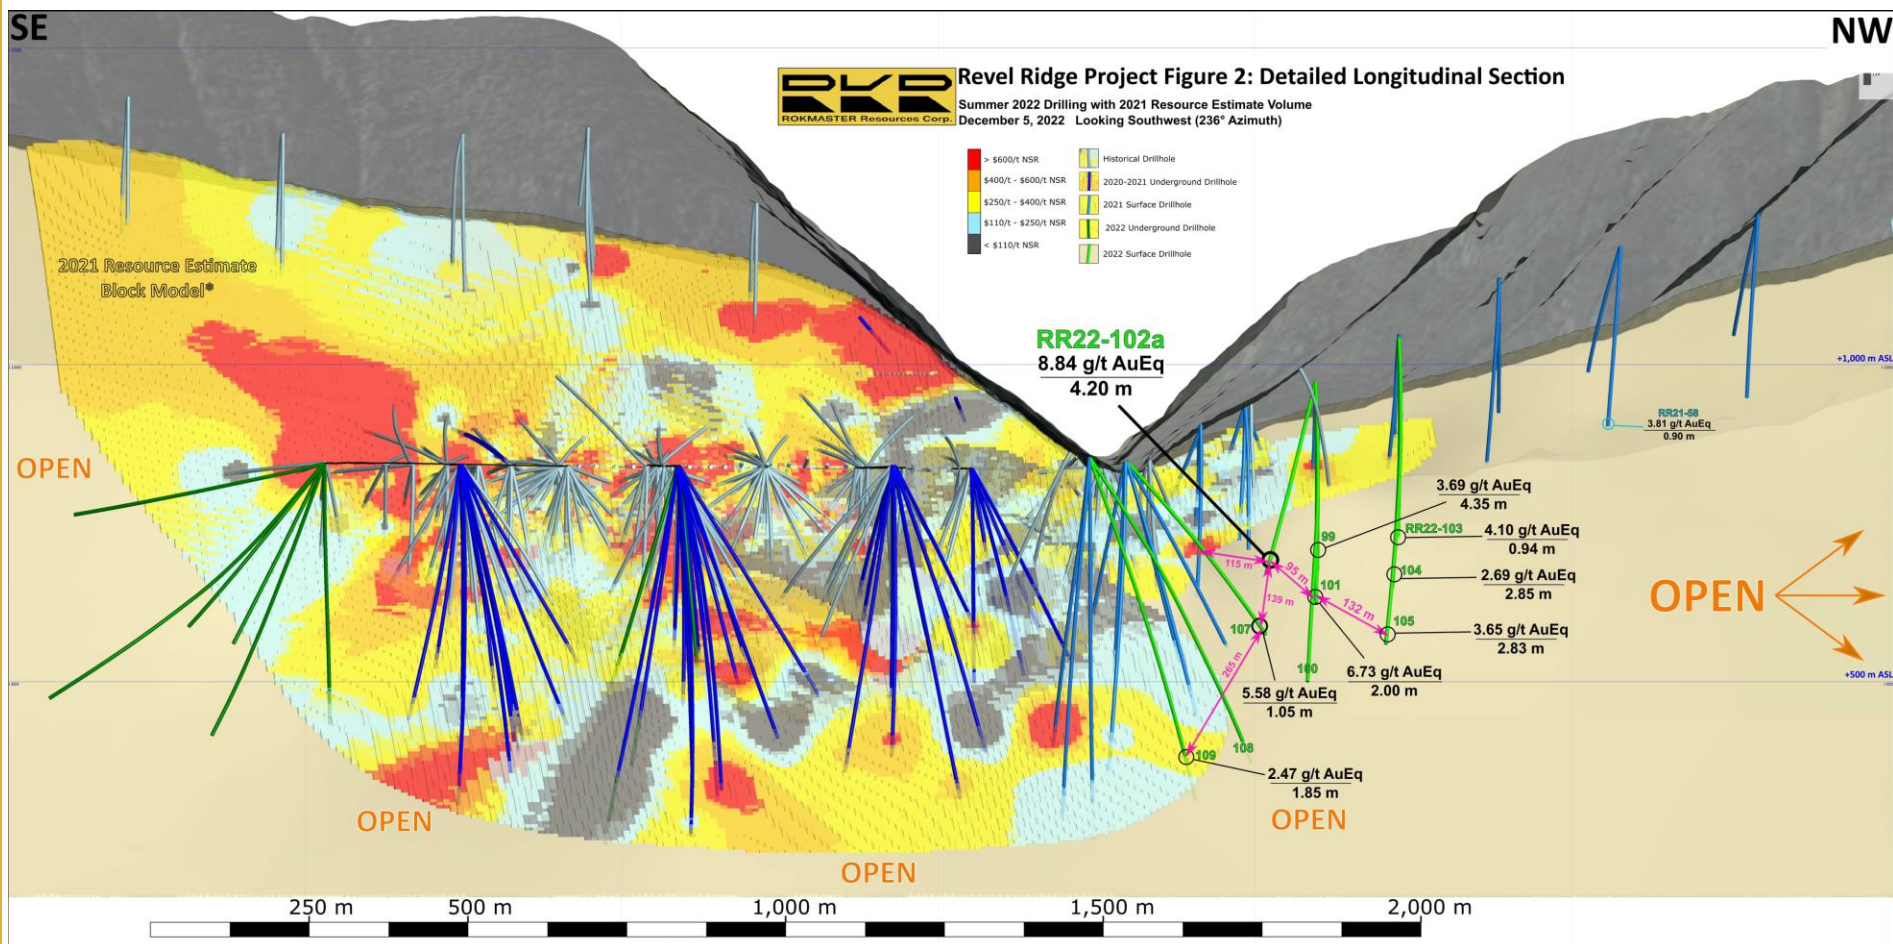 SE
NW
RKR
ROKMASTER Resources Corp.
Revel Ridge Project Figure 2: Detailed Longitudinal Section
Summer 2022 Drilling with 2021 Resource Estimate Volume
December 5, 2022 Looking Southwest (236° Azimuth)
> $600/t NSR
$400/t - $600/t NSR
$250/t - $400/t NSR
$110/t - $250/t NSR
< $110/t NSR
Historical Drillhole
2020-2021 Underground Drillhole
2021 Surface Drillhole
2022 Underground Drillhole
2022 Surface Drillhole
2021 Resource Estimate
Block Model*
RR22-102a
8.84 g/t AuEq
4.20 m
+1,000 m ASL
RR21-58
3.81 g/t AuEq
0.90 m
OPEN
3.69 g/t AuEq
4.35 m
99
RR22-103
4.10 g/t AuEq
0.94 m
115 m
95 m
101
104
2.69 g/t AuEq
2.85 m
OPEN
139 m
132 m
107
105
3.65 g/t AuEq
2.83 m
265 m
100
6.73 g/t AuEq
2.00 m
+500 m ASL
5.58 g/t AuEq
1.05 m
108
109
2.47 g/t AuEq
1.85 m
OPEN
OPEN
OPEN
250 m
500 m
1,000 m
1,500 m
2,000 m